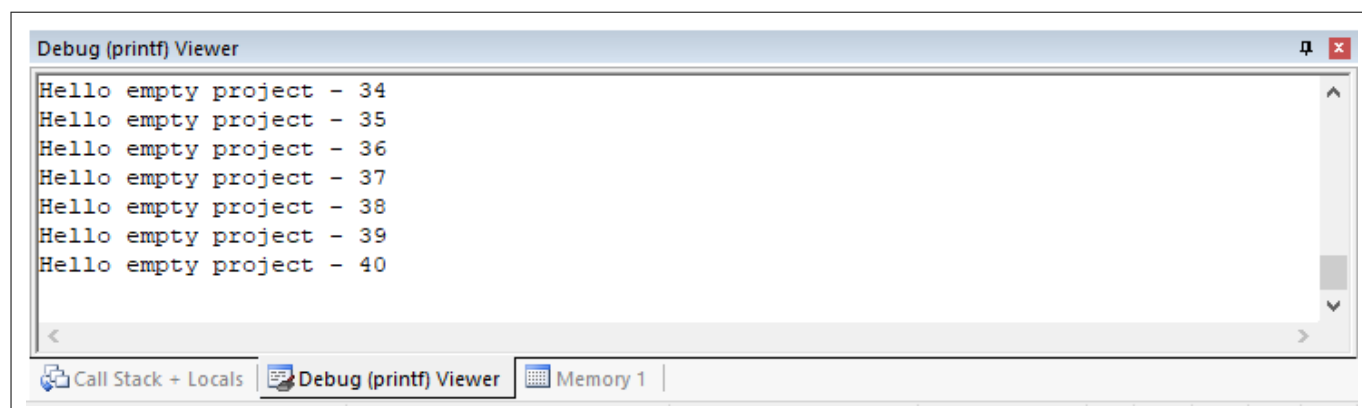 Debug (printf) Viewer
Hello empty project - 34
Hello empty project - 35
Hello empty project - 36
Hello empty project - 37
Hello empty project - 38
Hello empty project - 39
Hello empty project - 40
Call Stack + Locals Debug (printf) Viewer Memory 1